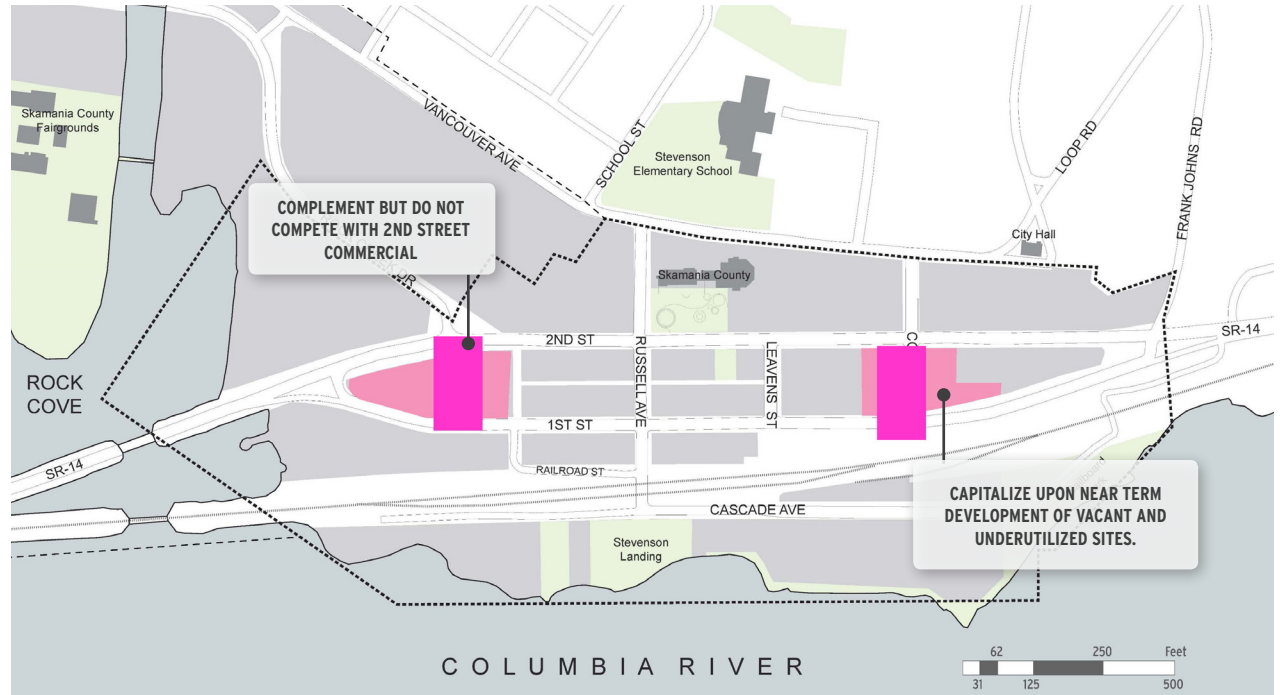 Skamania County
Fairgrounds
VANCOUVER AVE
SCHOOL ST
Stevenson
Elementary School
LOOP RD
FRANK JOHNS RD
City Hall
COMPLEMENT BUT DO NOT
COMPETE WITH 2ND STREET
COMMERCIAL
DR
Skamania County
2ND ST
RUSSELL AVE
LEAVENS ST
CO
SR-14
ROCK
COVE
1ST ST
SR-14
RAILROAD ST
CASCADE AVE
Stevenson
Landing
CAPITALIZE UPON NEAR TERM
DEVELOPMENT OF VACANT AND
UNDERUTILIZED SITES.
COLUMBIA RIVER
62 250 Feet
31 125 500